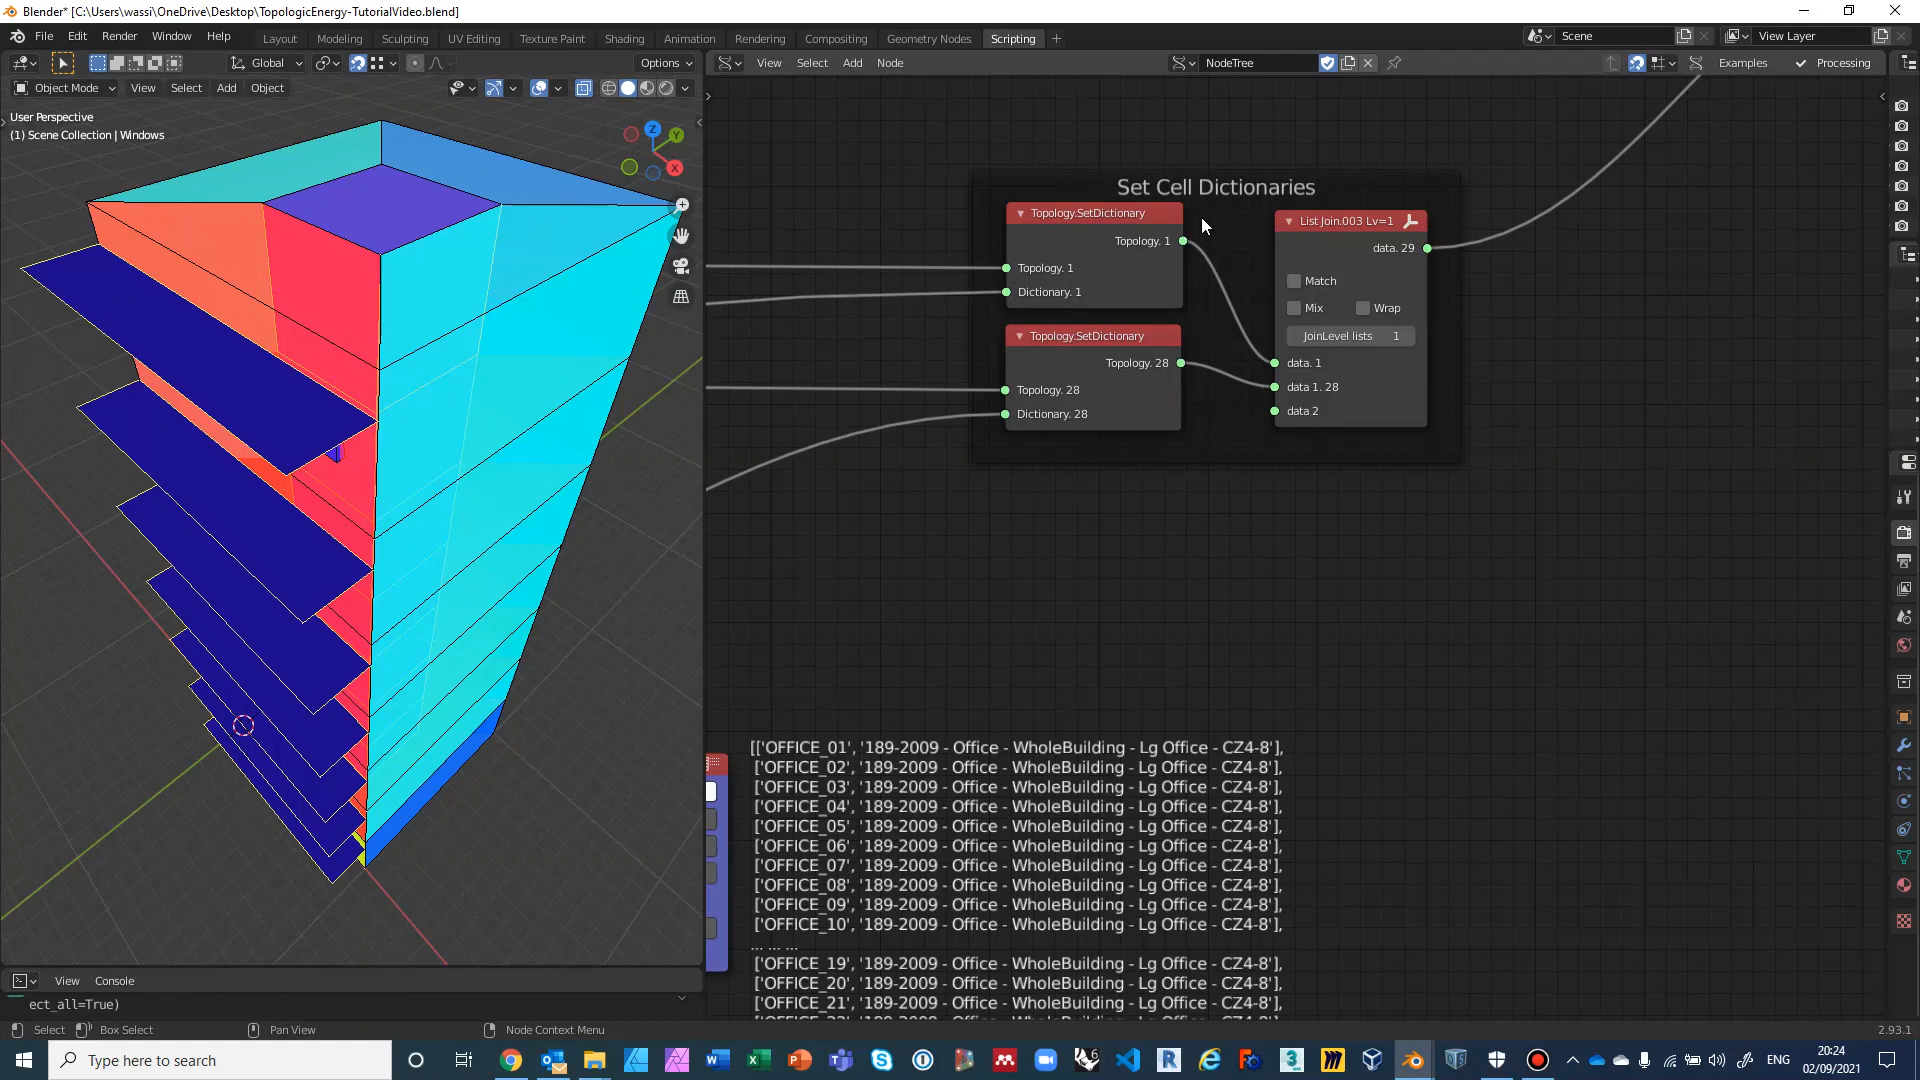 Blender* [C:\Users\wassi\OneDrive\Desktop\TopologicEnergy-TutorialVideo.blend]
File Edit Render Window Help Layout Modeling Sculpting UV Editing Texture Paint Shading Animation Rendering Compositing Geometry Nodes Scripting + Scene View Layer
Global Options View Select Add Node NodeTree Examples Processing
Object Mode View Select Add Object
User Perspective
(1) Scene Collection | Windows
Z
Y
X
Set Cell Dictionaries
Topology.SetDictionary
Topology. 1
Topology. 1
Dictionary. 1
Topology.SetDictionary
Topology. 28
Topology. 28
Dictionary. 28
List Join.003 Lv=1
data. 29
Match
Mix Wrap
JoinLevel lists 1
data. 1
data 1. 28
data 2
[['OFFICE_01', '189-2009 - Office - WholeBuilding - Lg Office - CZ4-8'],
['OFFICE_02', '189-2009 - Office - WholeBuilding - Lg Office - CZ4-8'],
['OFFICE_03', '189-2009 - Office - WholeBuilding - Lg Office - CZ4-8'],
['OFFICE_04', '189-2009 - Office - WholeBuilding - Lg Office - CZ4-8'],
['OFFICE_05', '189-2009 - Office - WholeBuilding - Lg Office - CZ4-8'],
['OFFICE_06', '189-2009 - Office - WholeBuilding - Lg Office - CZ4-8'],
['OFFICE_07', '189-2009 - Office - WholeBuilding - Lg Office - CZ4-8'],
['OFFICE_08', '189-2009 - Office - WholeBuilding - Lg Office - CZ4-8'],
['OFFICE_09', '189-2009 - Office - WholeBuilding - Lg Office - CZ4-8'],
['OFFICE_10', '189-2009 - Office - WholeBuilding - Lg Office - CZ4-8'],
... ... ...
['OFFICE_19', '189-2009 - Office - WholeBuilding - Lg Office - CZ4-8'],
['OFFICE_20', '189-2009 - Office - WholeBuilding - Lg Office - CZ4-8'],
['OFFICE_21', '189-2009 - Office - WholeBuilding - Lg Office - CZ4-8'],
View Console
ect_all=True)
Select Box Select Pan View Node Context Menu 2.93.1
Type here to search
ENG
20:24
02/09/2021